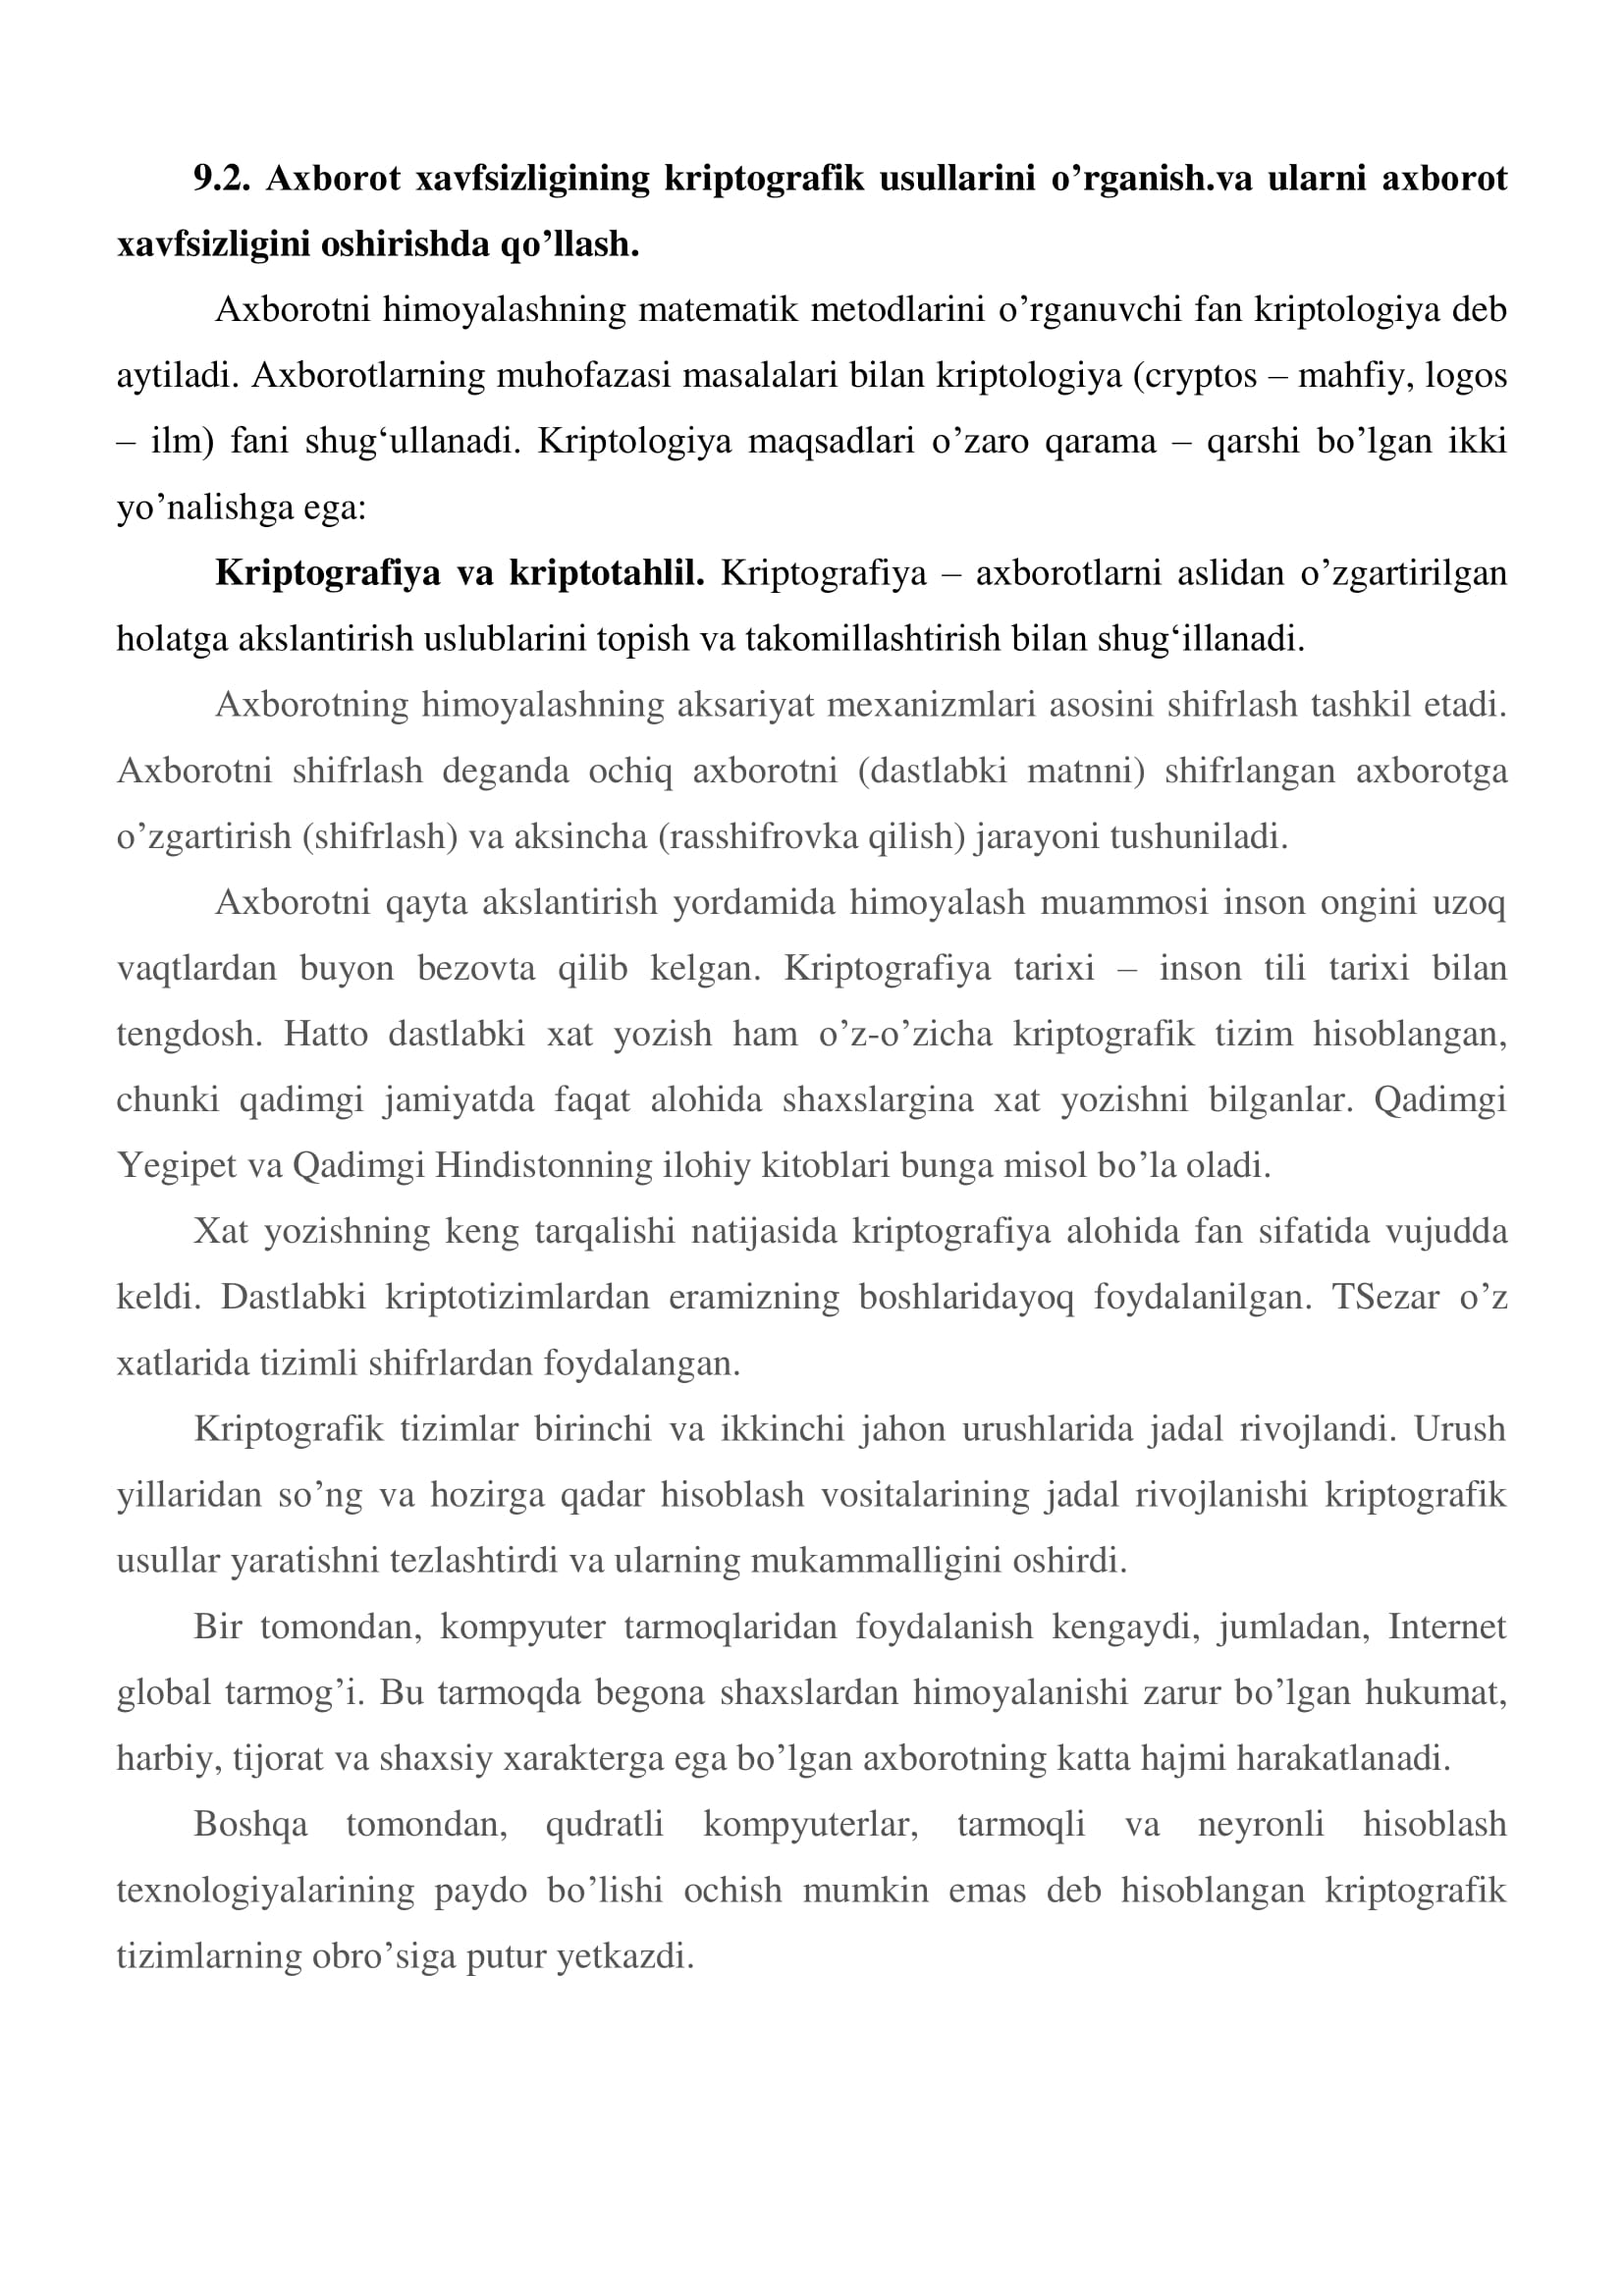 9.2. Axborot xavfsizligining kriptografik usullarini o’rganish.va ularni axborot
xavfsizligini oshirishda qo’llash.
Axborotni himoyalashning matematik metodlarini o’rganuvchi fan kriptologiya deb
aytiladi. Axborotlarning muhofazasi masalalari bilan kriptologiya (cryptos – mahfiy, logos
– ilm) fani shug‘ullanadi. Kriptologiya maqsadlari o’zaro qarama – qarshi bo’lgan ikki
yo’nalishga ega:
Kriptografiya va kriptotahlil. Kriptografiya – axborotlarni aslidan o’zgartirilgan
holatga akslantirish uslublarini topish va takomillashtirish bilan shug‘illanadi.
Axborotning himoyalashning aksariyat mexanizmlari asosini shifrlash tashkil etadi.
Axborotni shifrlash deganda ochiq axborotni (dastlabki matnni) shifrlangan axborotga
o’zgartirish (shifrlash) va aksincha (rasshifrovka qilish) jarayoni tushuniladi.
Axborotni qayta akslantirish yordamida himoyalash muammosi inson ongini uzoq
vaqtlardan buyon bezovta qilib kelgan. Kriptografiya tarixi – inson tili tarixi bilan
tengdosh. Hatto dastlabki xat yozish ham o’z-o’zicha kriptografik tizim hisoblangan,
chunki qadimgi jamiyatda faqat alohida shaxslargina xat yozishni bilganlar. Qadimgi
Yegipet va Qadimgi Hindistonning ilohiy kitoblari bunga misol bo’la oladi.
Xat yozishning keng tarqalishi natijasida kriptografiya alohida fan sifatida vujudda
keldi. Dastlabki kriptotizimlardan eramizning boshlaridayoq foydalanilgan. TSezar o’z
xatlarida tizimli shifrlardan foydalangan.
Kriptografik tizimlar birinchi va ikkinchi jahon urushlarida jadal rivojlandi. Urush
yillaridan so’ng va hozirga qadar hisoblash vositalarining jadal rivojlanishi kriptografik
usullar yaratishni tezlashtirdi va ularning mukammalligini oshirdi.
Bir tomondan, kompyuter tarmoqlaridan foydalanish kengaydi, jumladan, Internet
global tarmog’i. Bu tarmoqda begona shaxslardan himoyalanishi zarur bo’lgan hukumat,
harbiy, tijorat va shaxsiy xarakterga ega bo’lgan axborotning katta hajmi harakatlanadi.
Boshqa tomondan, qudratli kompyuterlar, tarmoqli va neyronli hisoblash
texnologiyalarining paydo bo’lishi ochish mumkin emas deb hisoblangan kriptografik
tizimlarning obro’siga putur yetkazdi.